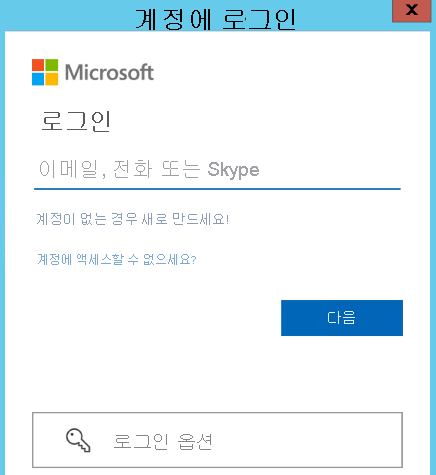 계정에 로그인
Microsoft
로그인
이메일, 전화 또는 Skype
계정이 없는 경우 새로 만드세요!
계정에 액세스할 수 없으세요?
다음
로그인 옵션